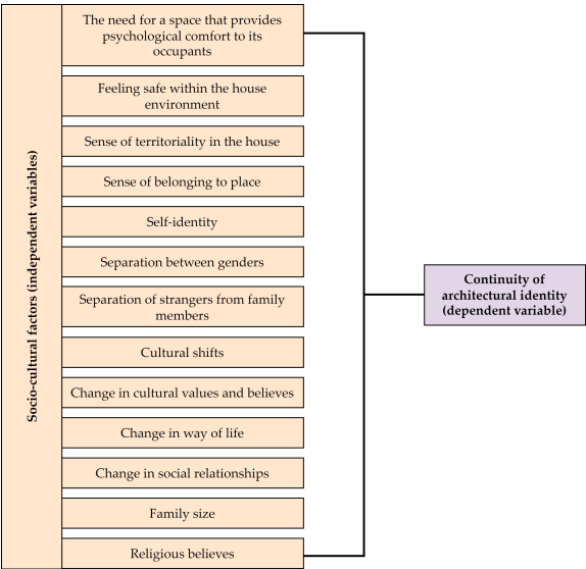 Socio-cultural factors (independent variables)
The need for a space that provides
psychological comfort to its
occupants
Feeling safe within the house
environment
Sense of territoriality in the house
Sense of belonging to place
Self-identity
Separation between genders
Separation of strangers from family
members
Cultural shifts
Change in cultural values and believes
Change in way of life
Change in social relationships
Family size
Religious believes
Continuity of
architectural identity
(dependent variable)